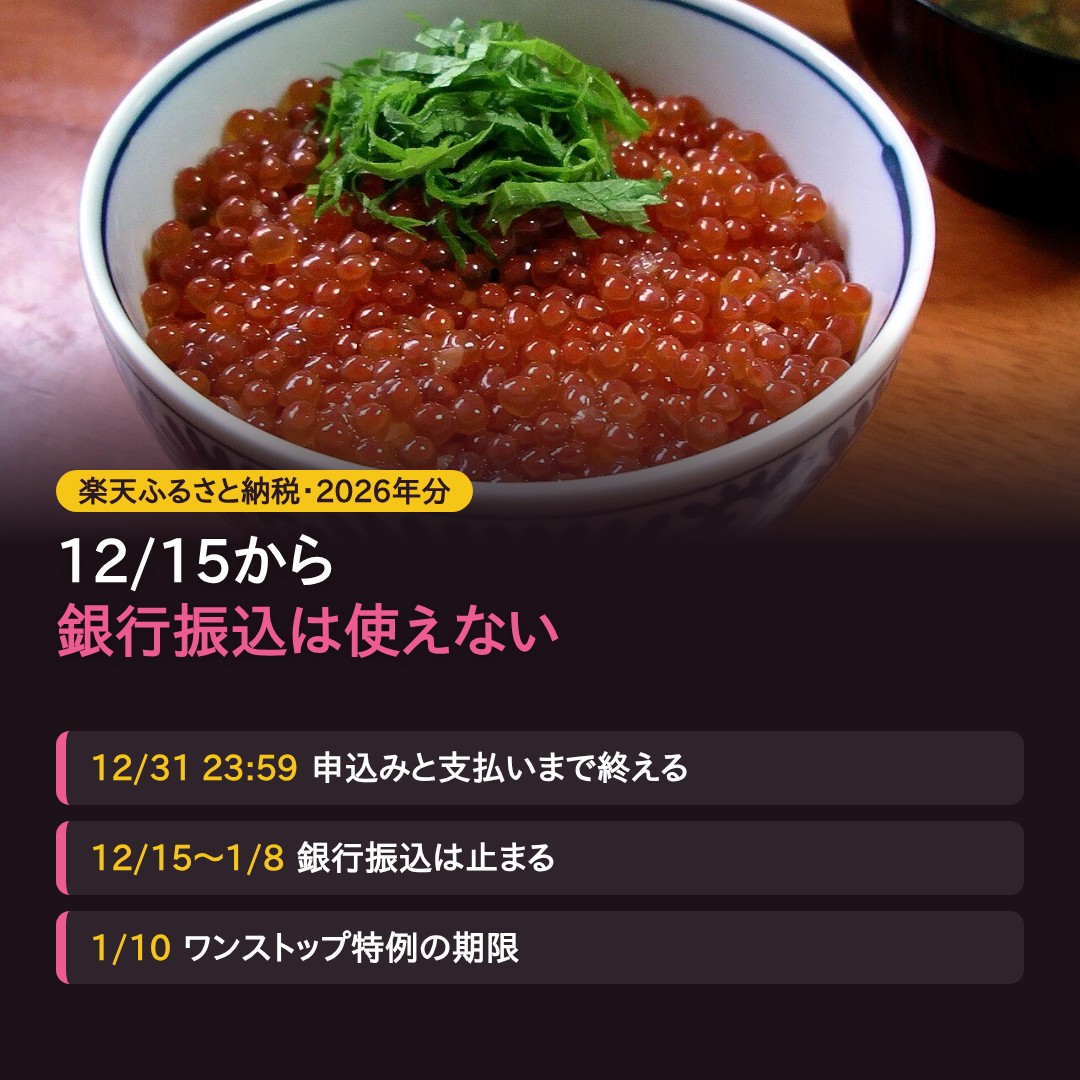 楽天ふるさと納税・2026年分
12/15から
銀行振込は使えない
12/31 23:59 申込みと支払いまで終える
12/15〜1/8 銀行振込は止まる
1/10 ワンストップ特例の期限